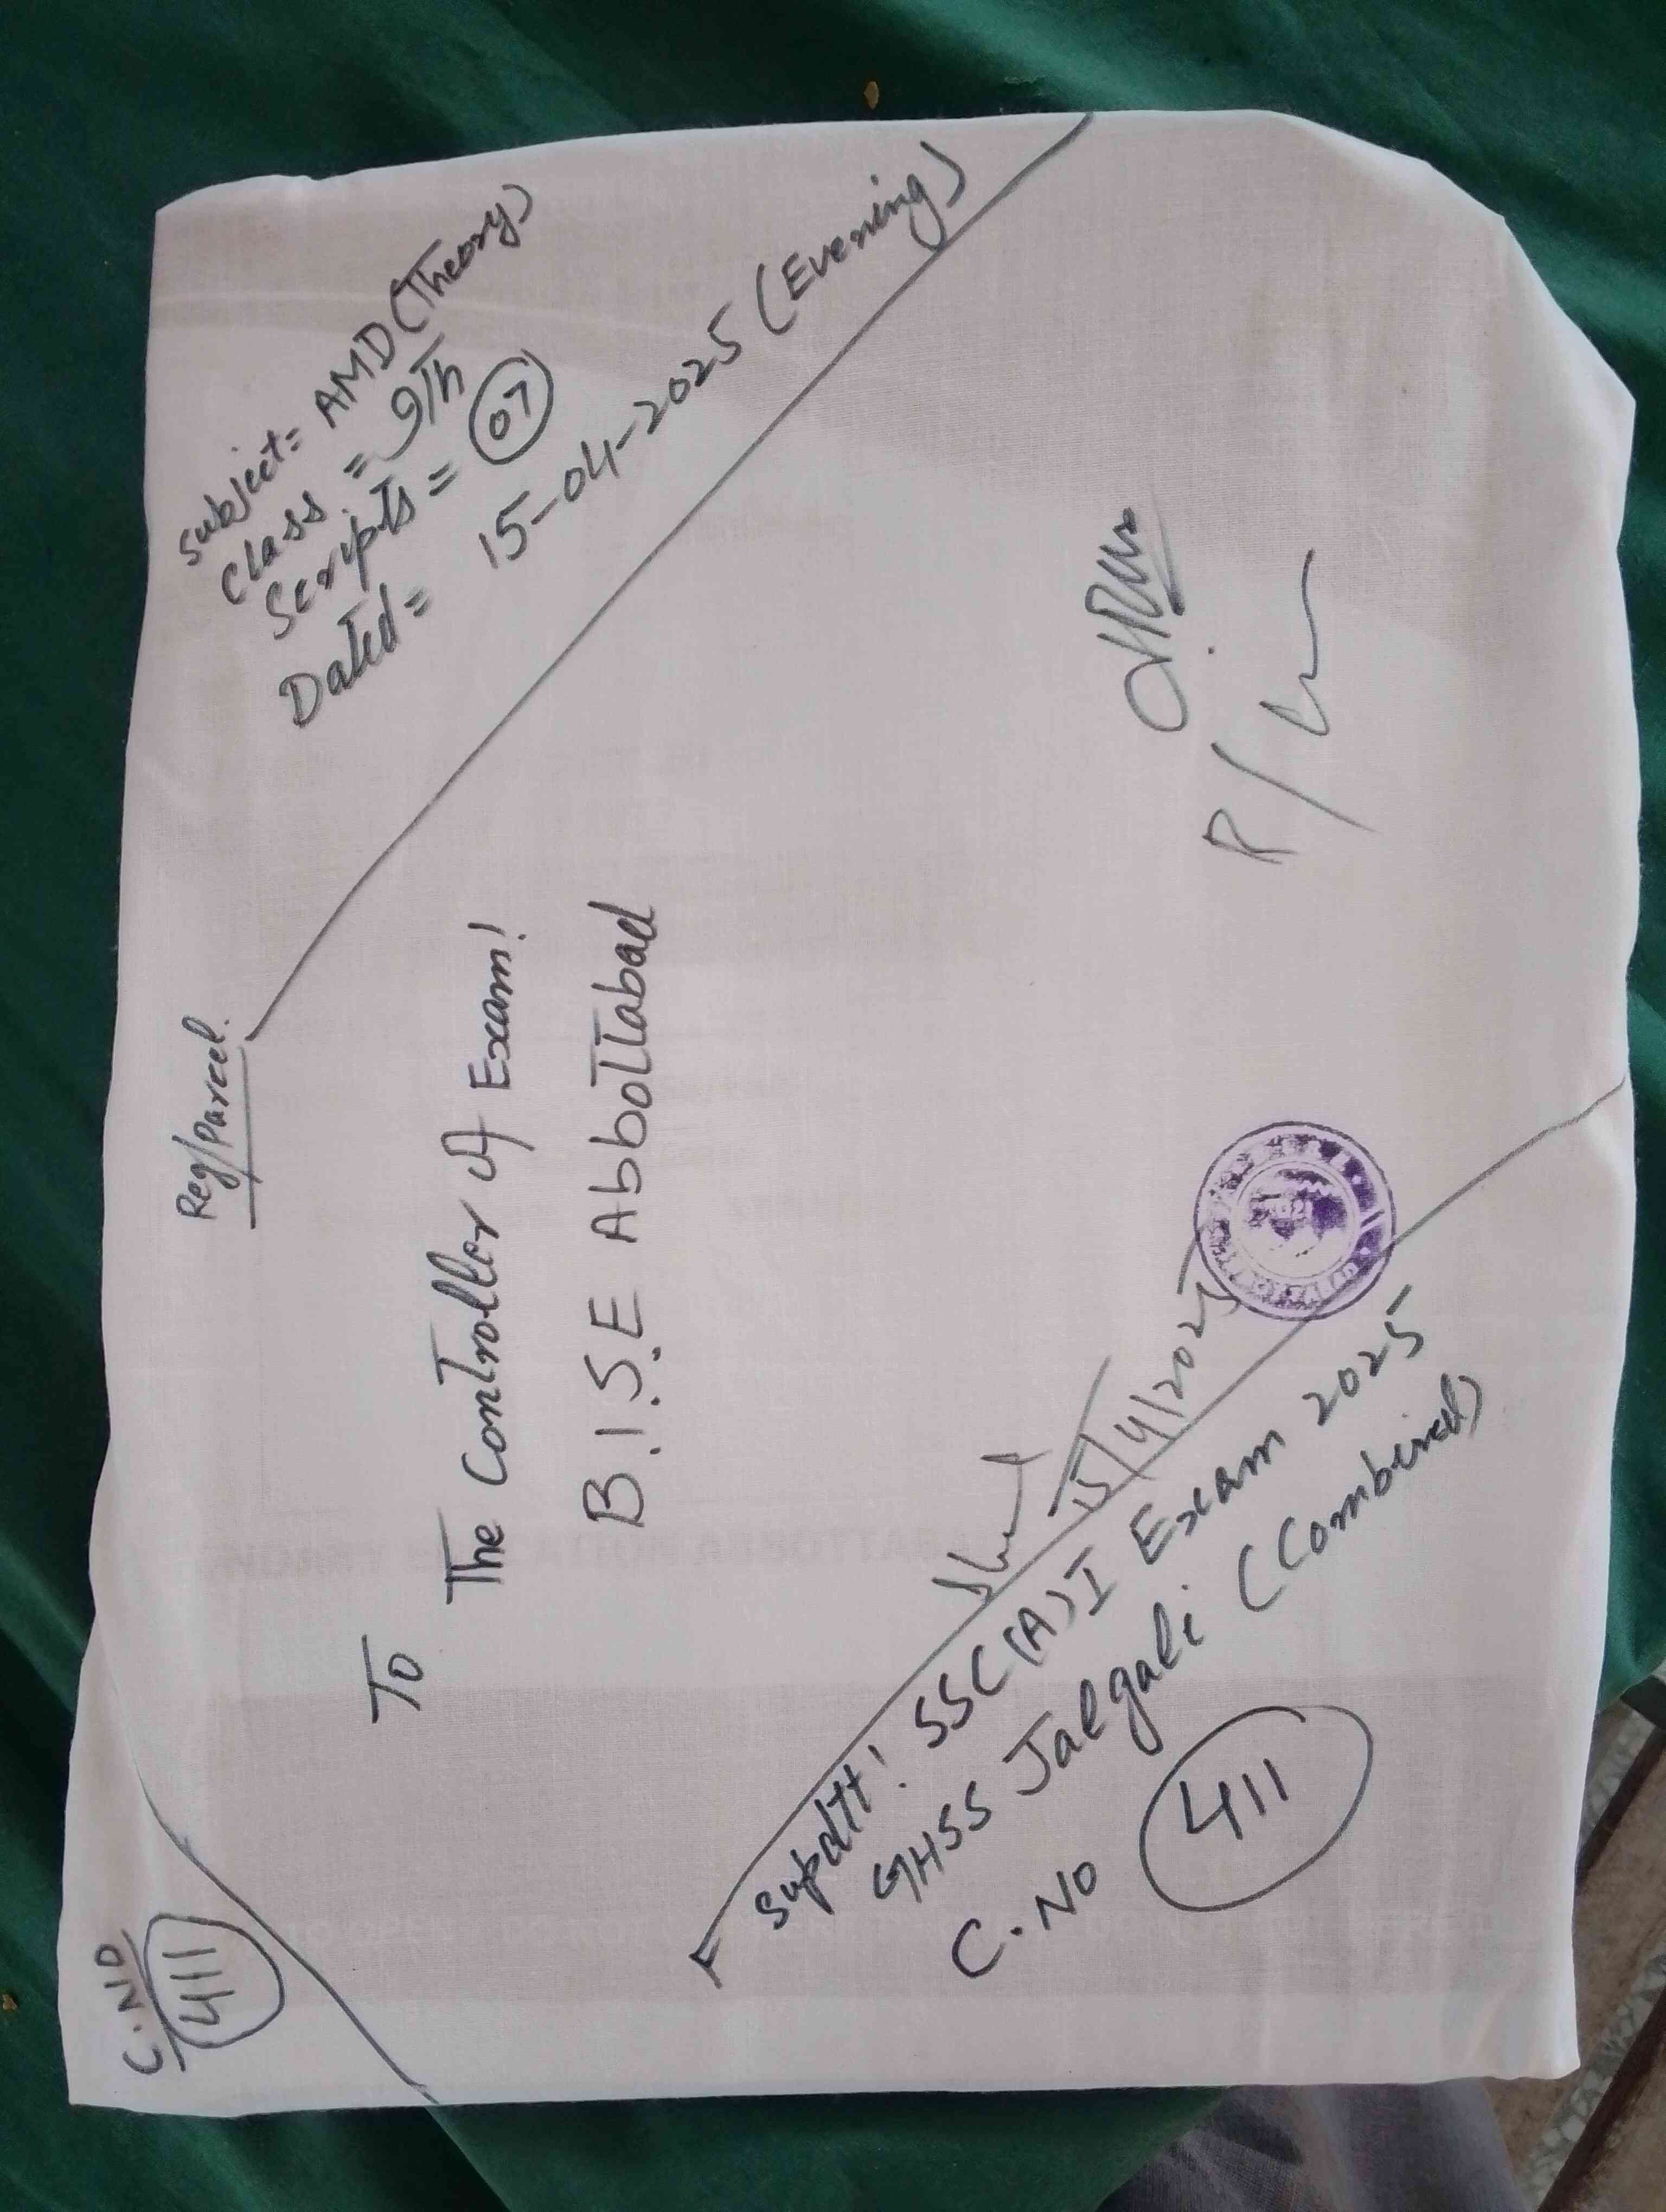 C.NO
411
Reg/Parcel.
Subject = AMD (Theory)
Class = 9Th
Scripts = 07
Dated = 15-04-2025 (Evening)
To
The Controller of Exam!
B.I.S.E Abbottabad
15/4/2025
Supdtt! SSC(A)I Exam 2025
GHSS Jalgali (Combined)
C.NO 411